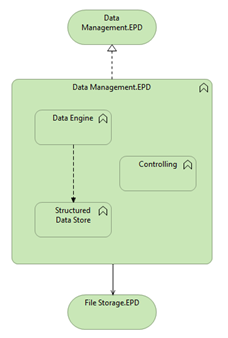 Data
Management.EPD
Data Management.EPD
Data Engine
Controlling
Structured
Data Store
File Storage.EPD